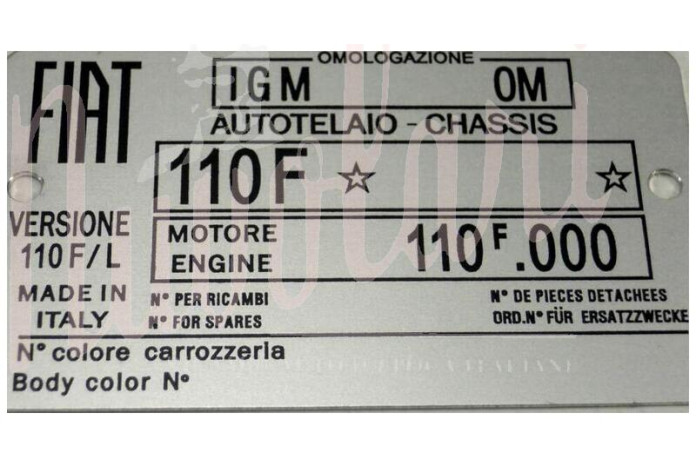 FIAT
OMOLOGAZIONE
IGM OM
AUTOTELAIO - CHASSIS
110F ☆ ☆
VERSIONE
110 F/L
MOTORE
ENGINE
110F.000
MADE IN
ITALY
N° PER RICAMBI
N° FOR SPARES
N° DE PIECES DETACHEES
ORD.N° FÜR ERSATZZWECKE
N° colore carrozzeria
Body color N°